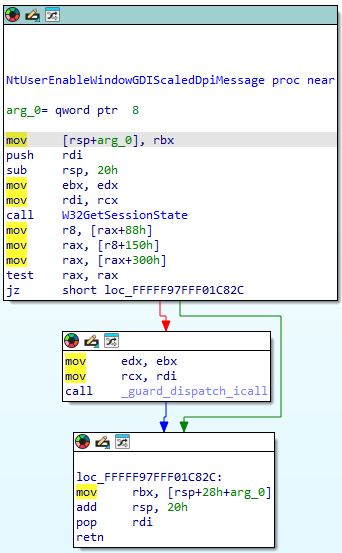 NtUserEnableWindowGDIScaledDpiMessage proc near
arg_0= qword ptr  8
mov     [rsp+arg_0], rbx
push    rdi
sub     rsp, 20h
mov     ebx, edx
mov     rdi, rcx
call    W32GetSessionState
mov     r8, [rax+88h]
mov     rax, [r8+150h]
mov     rax, [rax+300h]
test    rax, rax
jz      short loc_FFFFF97FFF01C82C
mov     edx, ebx
mov     rcx, rdi
call    _guard_dispatch_icall
loc_FFFFF97FFF01C82C:
mov     rbx, [rsp+28h+arg_0]
add     rsp, 20h
pop     rdi
retn